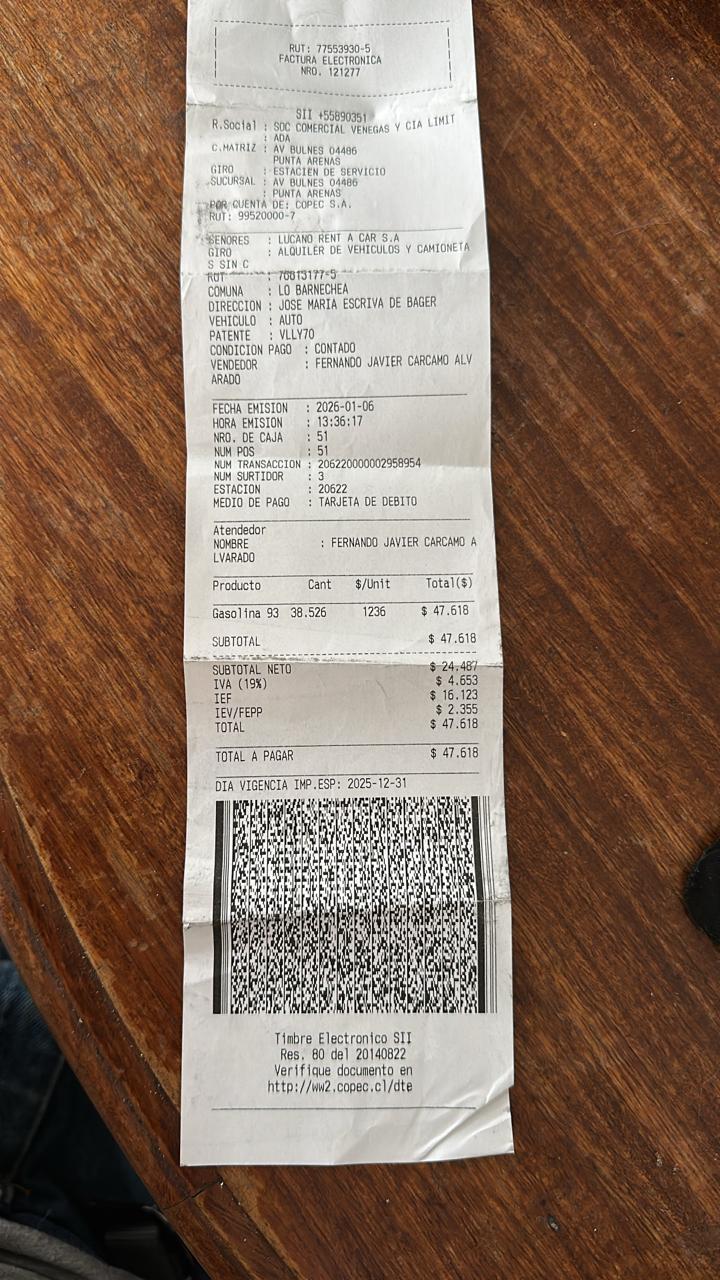 RUT: 77553930-5
FACTURA ELECTRONICA
NRO. 121277
SII +55890351
R.Social : SOC COMERCIAL VENEGAS Y CIA LIMIT
: ADA
C.MATRIZ : AV BULNES 04486
PUNTA ARENAS
GIRO : ESTACIEN DE SERVICIO
SUCURSAL : AV BULNES 04486
: PUNTA ARENAS
POR CUENTA DE: COPEC S.A.
RUT: 99520000-7
SENORES : LUCANO RENT A CAR S.A
GIRO : ALQUILER DE VEHICULOS Y CAMIONETA
S SIN C
RUT : 76613177-5
COMUNA : LO BARNECHEA
DIRECCION : JOSE MARIA ESCRIVA DE BAGER
VEHICULO : AUTO
PATENTE : VLLY70
CONDICION PAGO : CONTADO
VENDEDOR : FERNANDO JAVIER CARCAMO ALV
ARADO
FECHA EMISION : 2026-01-06
HORA EMISION : 13:36:17
NRO. DE CAJA : 51
NUM POS : 51
NUM TRANSACCION : 206220000002958954
NUM SURTIDOR : 3
ESTACION : 20622
MEDIO DE PAGO : TARJETA DE DEBITO
Atendedor
NOMBRE : FERNANDO JAVIER CARCAMO A
LVARADO
Producto Cant $/Unit Total($)
Gasolina 93 38.526 1236 $ 47.618
SUBTOTAL $ 47.618
SUBTOTAL NETO $ 24.487
IVA (19%) $ 4.653
IEF $ 16.123
IEV/FEPP $ 2.355
TOTAL $ 47.618
TOTAL A PAGAR $ 47.618
DIA VIGENCIA IMP.ESP: 2025-12-31
Timbre Electronico SII
Res. 80 del 20140822
Verifique documento en
http://ww2.copec.cl/dte